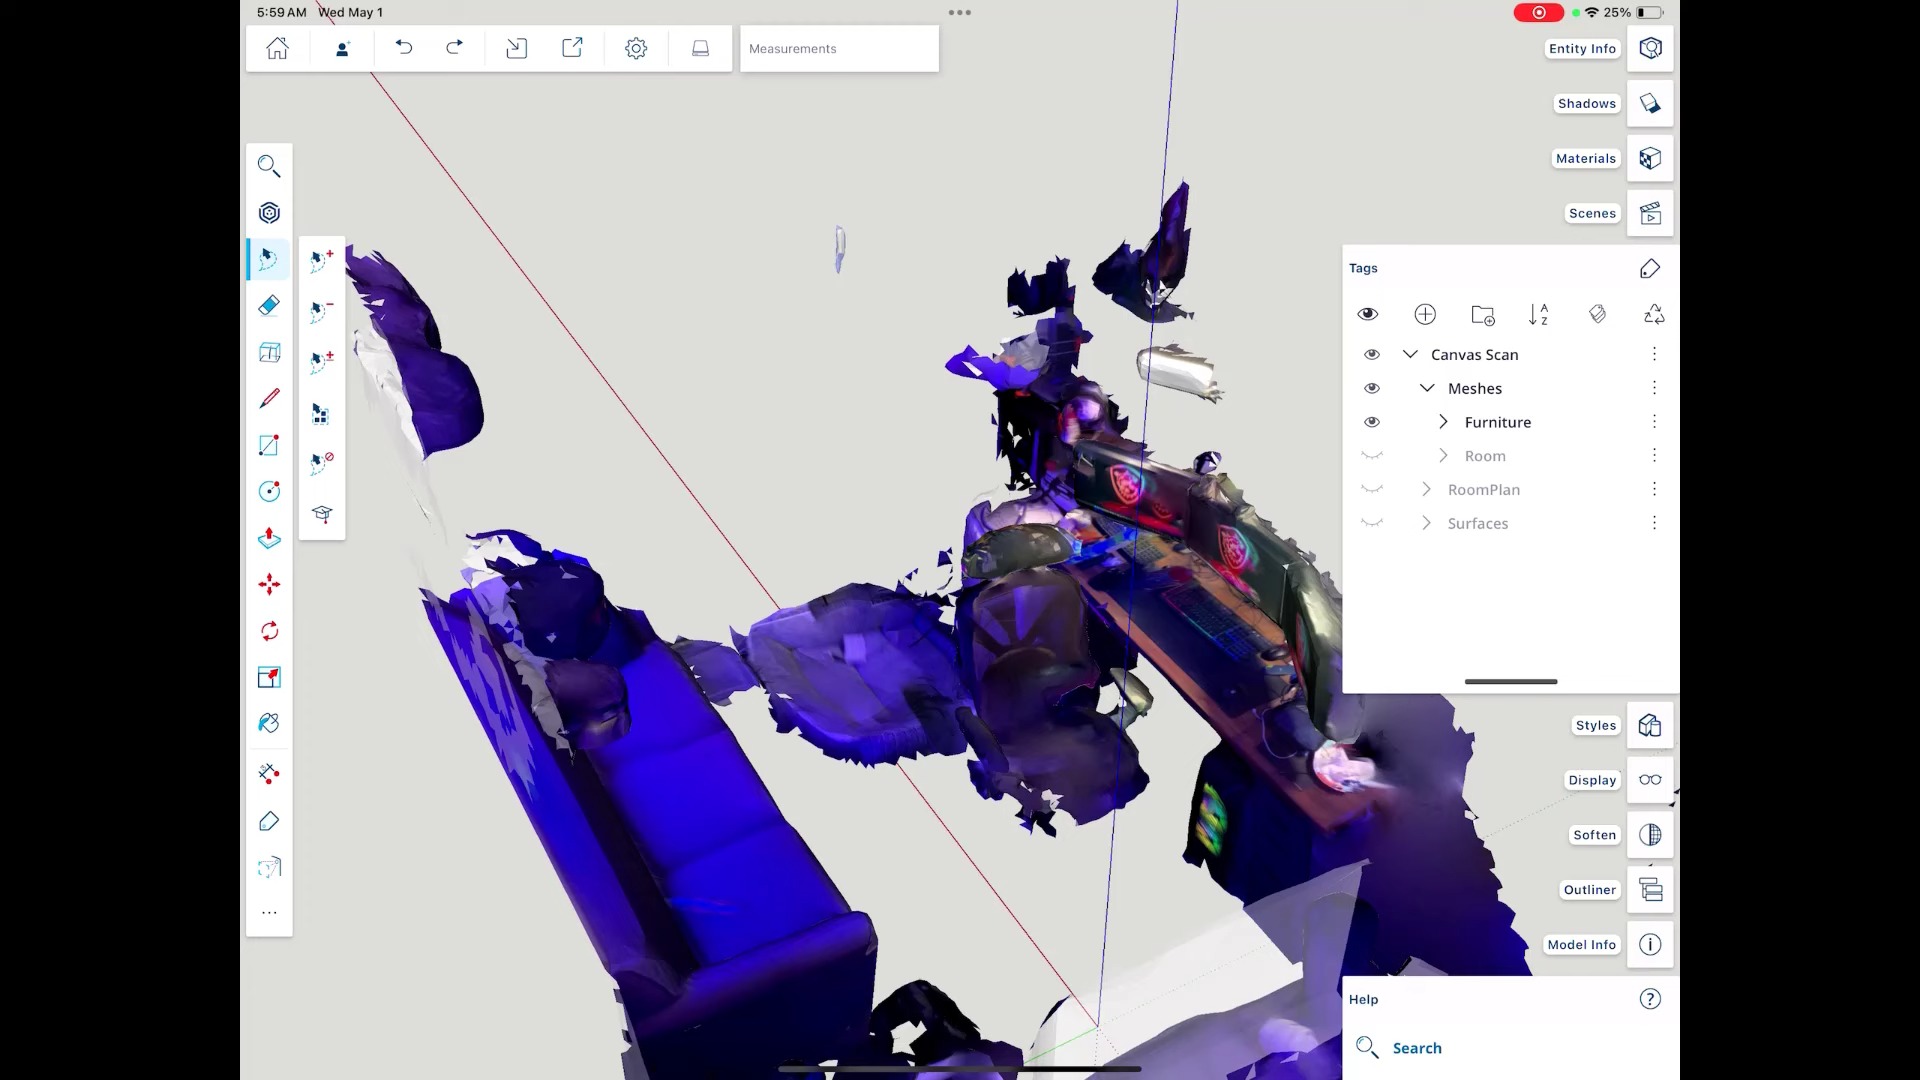 5:59 AM Wed May 1
25%
Measurements
Entity Info
Shadows
Materials
Scenes
Tags
A
Z
Canvas Scan
Meshes
Furniture
Room
RoomPlan
Surfaces
Styles
Display
Soften
Outliner
Model Info
Help
Search